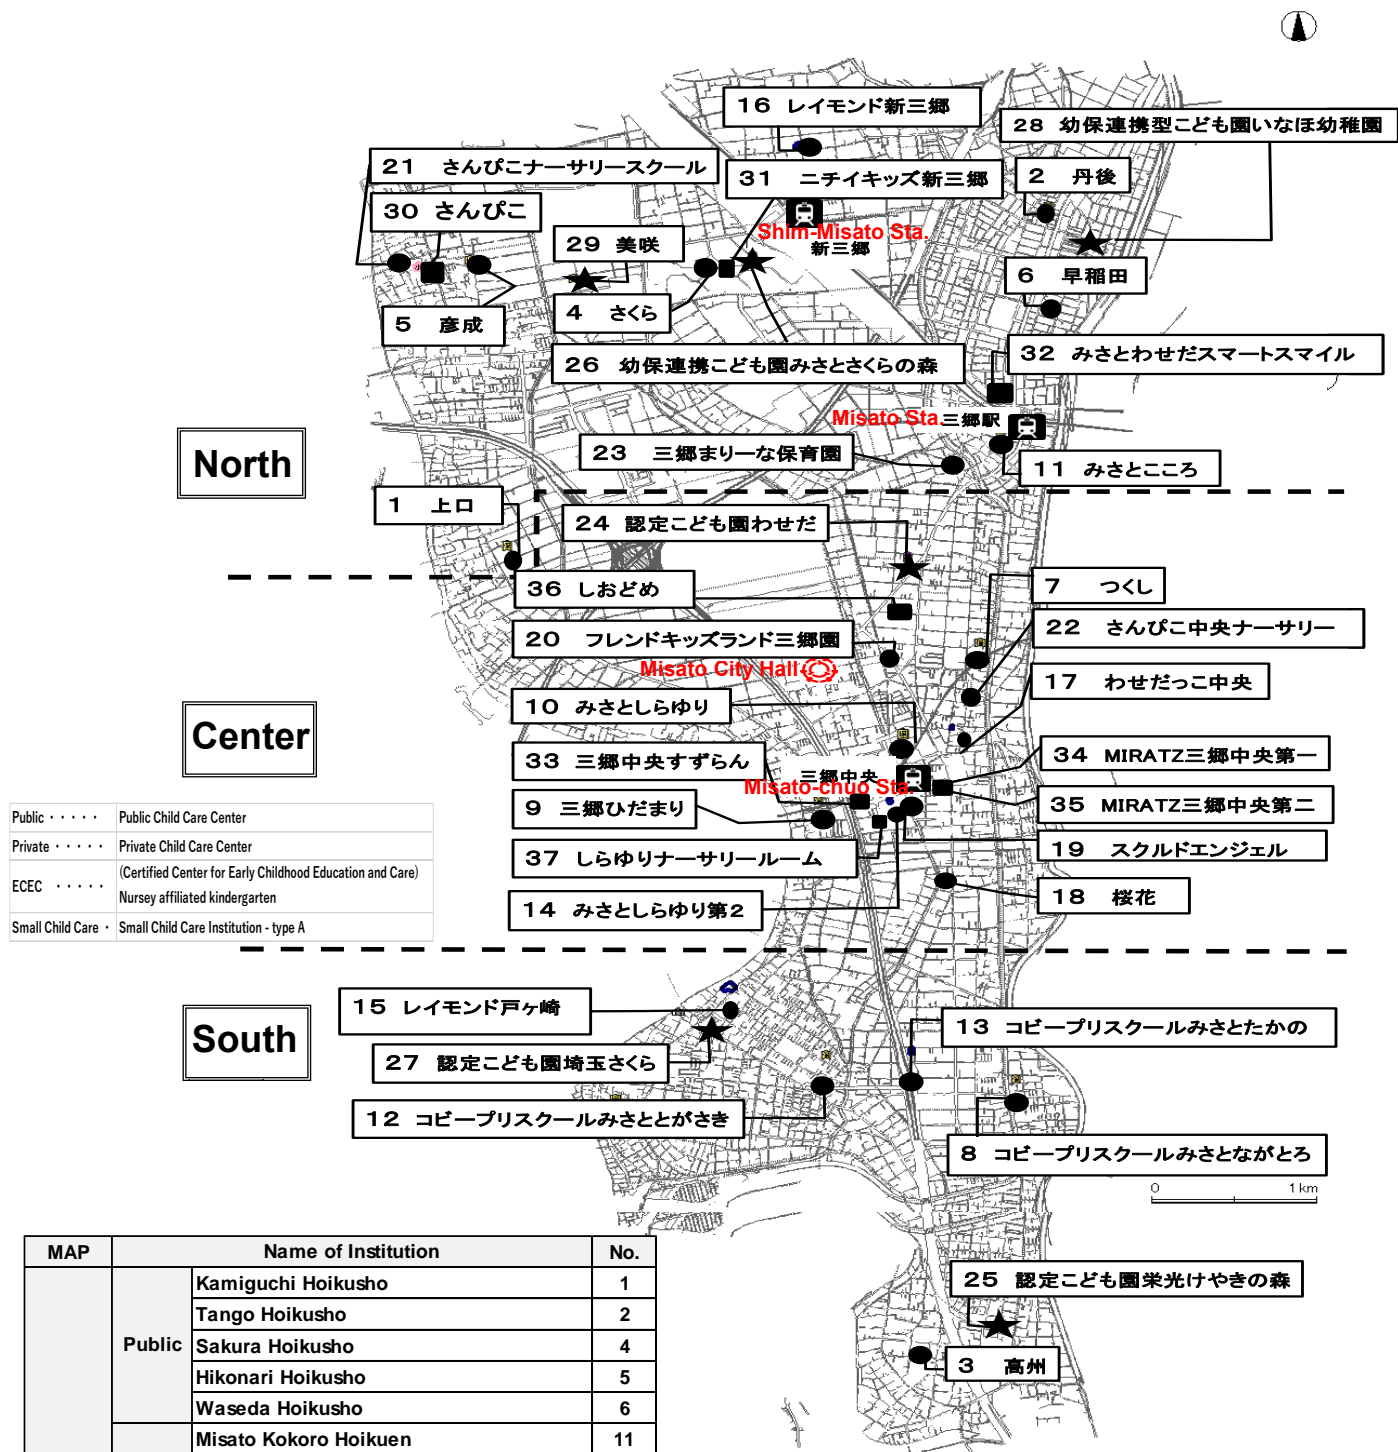 16 レイモンド新三郷
28 幼保連携型こども園いなほ幼稚園
21 さんぴこナーサリースクール
31 ニチイキッズ新三郷
2 丹後
30 さんぴこ
Shim-Misato Sta.
新三郷
29 美咲
6 早稲田
4 さくら
5 彦成
32 みさとわせだスマートスマイル
26 幼保連携こども園みさとさくらの森
Misato Sta.
三郷駅
North
23 三郷まりーな保育園
11 みさとこころ
1 上口
24 認定こども園わせだ
36 しおどめ
7 つくし
20 フレンドキッズランド三郷園
22 さんぴこ中央ナーサリー
Misato City Hall
17 わせだっこ中央
10 みさとしらゆり
Center
33 三郷中央すずらん
三郷中央
Misato-chuo Sta.
34 MIRATZ三郷中央第一
9 三郷ひだまり
35 MIRATZ三郷中央第二
19 スクルドエンジェル
37 しらゆりナーサリールーム
18 桜花
14 みさとしらゆり第2
Public ・・・・・ Public Child Care Center
Private ・・・・・ Private Child Care Center
ECEC ・・・・・ (Certified Center for Early Childhood Education and Care)
Nursey affiliated kindergarten
Small Child Care ・ Small Child Care Institution - type A
South
15 レイモンド戸ヶ崎
13 コビープリスクールみさとたかの
27 認定こども園埼玉さくら
12 コビープリスクールみさととがさき
8 コビープリスクールみさとながとろ
0 1 km
25 認定こども園栄光けやきの森
3 高州
MAP Name of Institution No.
Public
Kamiguchi Hoikusho 1
Tango Hoikusho 2
Sakura Hoikusho 4
Hikonari Hoikusho 5
Waseda Hoikusho 6
Misato Kokoro Hoikuen 11